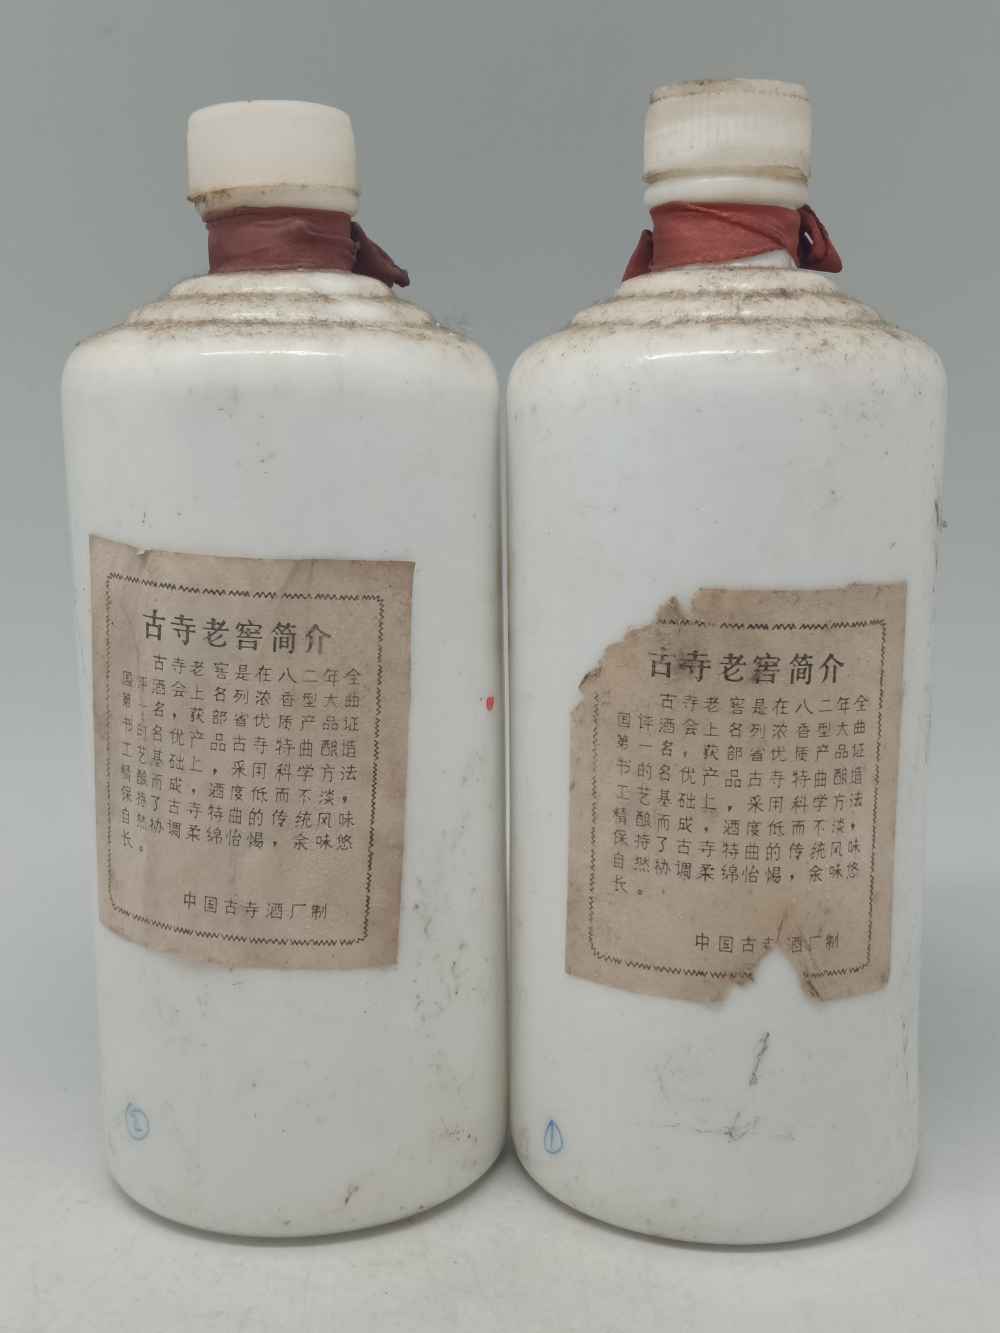 古寺老窖简介
古寺老窖是在八二年全
国评酒会上名列浓香型大曲
第一名，获部省优质产品证
书的名优产品古寺特曲酿造
工艺基础上，采用科学方法
精酿而成，酒度低而不淡，
保持了古寺特曲的传统风味
自然协调柔绵怡惕，余味悠
长。
中国古寺酒厂制
2
古寺老窖简介
古寺老窖是在八二年全
国评酒会上名列浓香型大曲
第一名，获部省优质产品证
书的名优产品古寺特曲酿造
工艺基础上，采用科学方法
精酿而成，酒度低而不淡，
保持了古寺特曲的传统风味
自然协调柔绵怡惕，余味悠
长。
中国古寺酒厂制
1